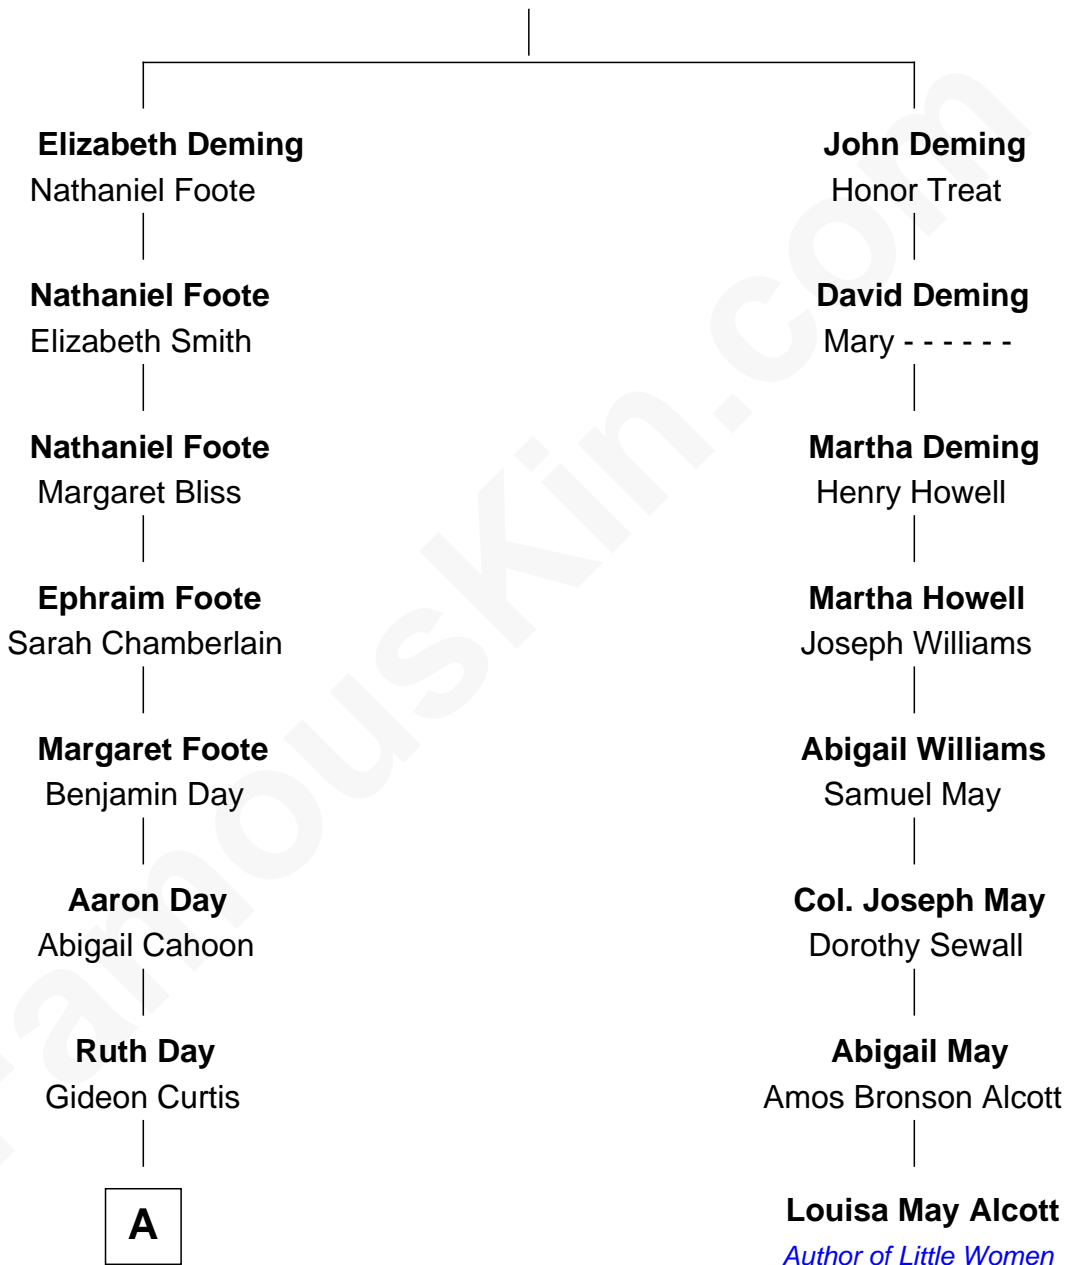 Elizabeth Deming
Nathaniel Foote
Nathaniel Foote
Elizabeth Smith
Nathaniel Foote
Margaret Bliss
Ephraim Foote
Sarah Chamberlain
Margaret Foote
Benjamin Day
Aaron Day
Abigail Cahoon
Ruth Day
Gideon Curtis
A
John Deming
Honor Treat
David Deming
Mary - - - - - -
Martha Deming
Henry Howell
Martha Howell
Joseph Williams
Abigail Williams
Samuel May
Col. Joseph May
Dorothy Sewall
Abigail May
Amos Bronson Alcott
Louisa May Alcott
Author of Little Women
FamousKin.com